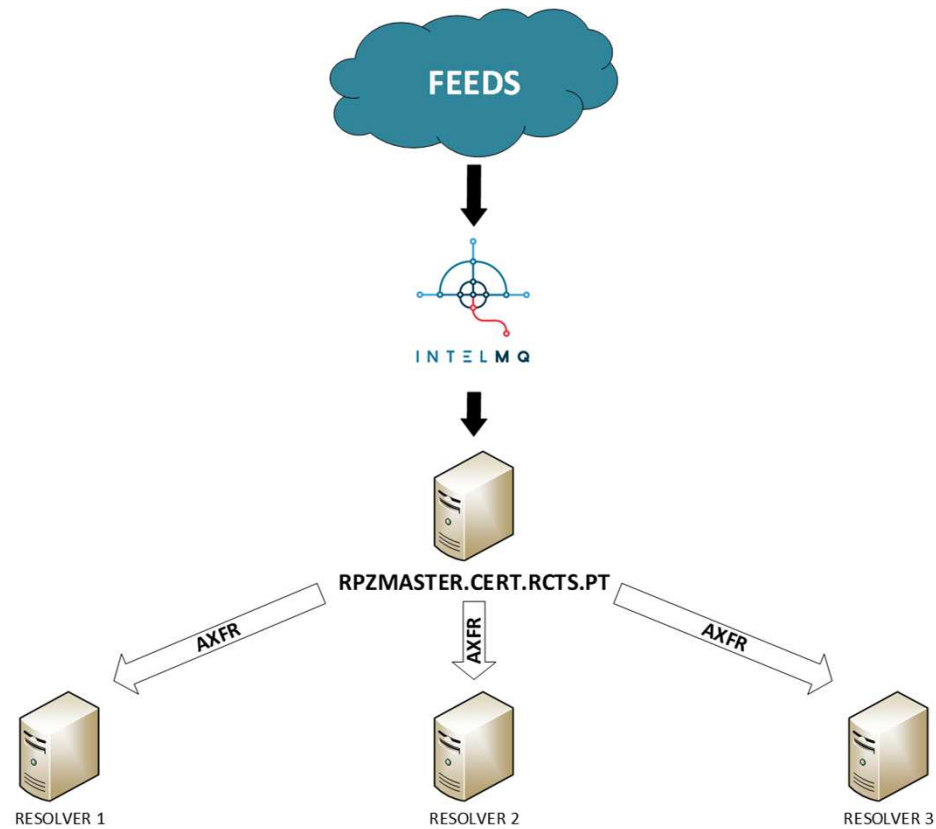 FEEDS
INTELMQ
RPZMASTER.CERT.RCTS.PT
AXFR
AXFR
AXFR
RESOLVER 1
RESOLVER 2
RESOLVER 3